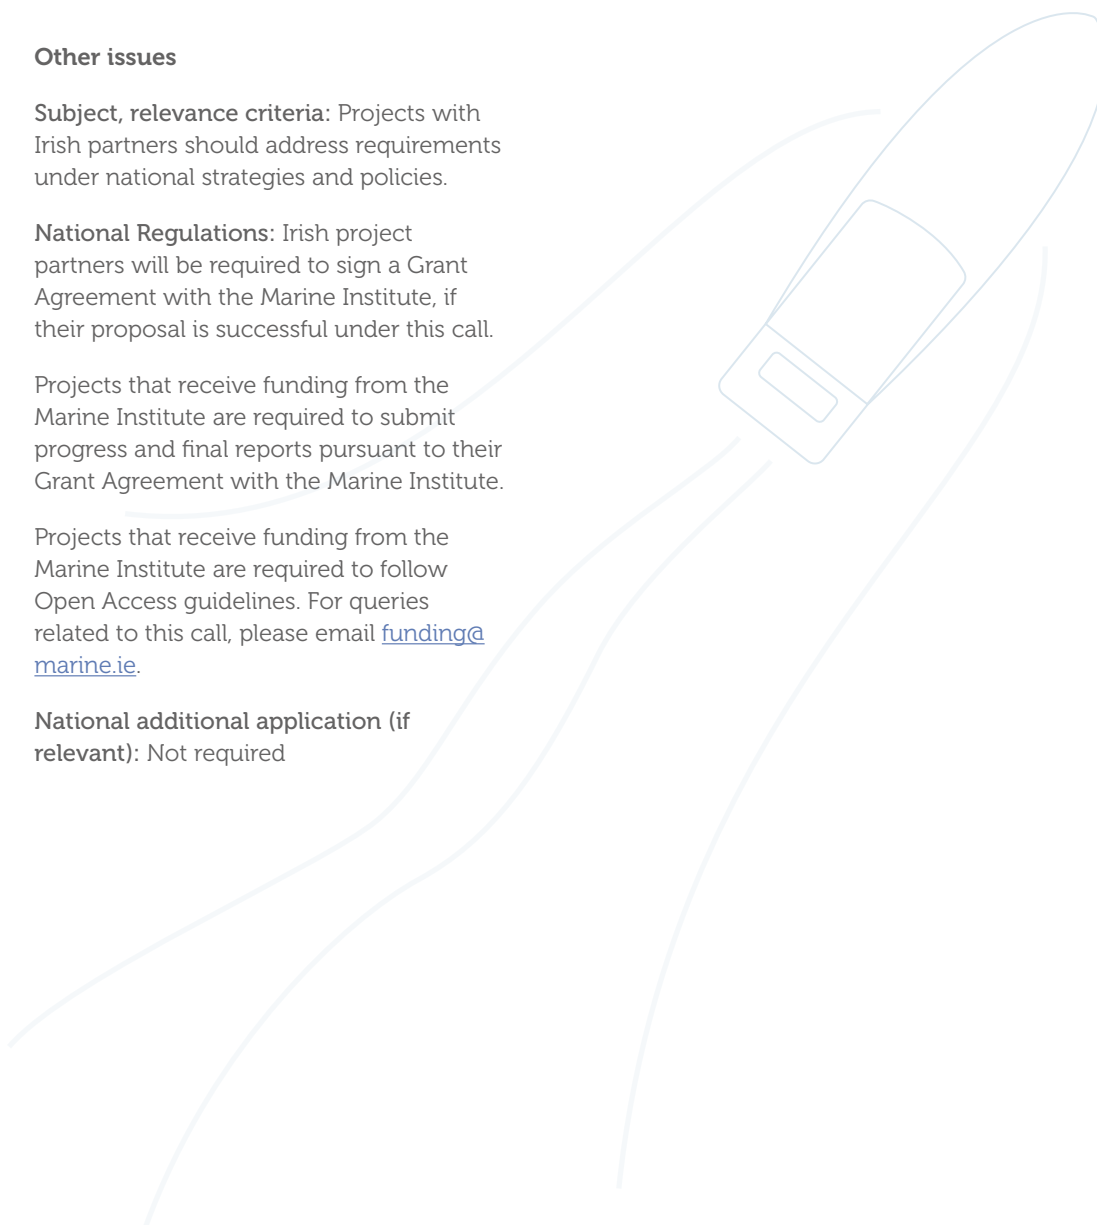 Other issues
Subject, relevance criteria: Projects with
Irish partners should address requirements
under national strategies and policies.
National Regulations: Irish project
partners will be required to sign a Grant
Agreement with the Marine Institute, if
their proposal is successful under this call.
Projects that receive funding from the
Marine Institute are required to submit
progress and final reports pursuant to their
Grant Agreement with the Marine Institute.
Projects that receive funding from the
Marine Institute are required to follow
Open Access guidelines. For queries
related to this call, please email funding@
marine.ie.
National additional application (if
relevant): Not required